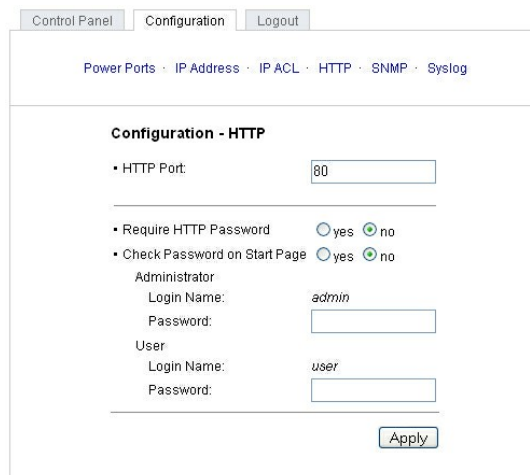 Control Panel Configuration Logout
Power Ports · IP Address · IP ACL · HTTP · SNMP · Syslog
Configuration - HTTP
▪ HTTP Port: 80
▪ Require HTTP Password yes no
▪ Check Password on Start Page yes no
Administrator
Login Name: admin
Password:
User
Login Name: user
Password:
Apply